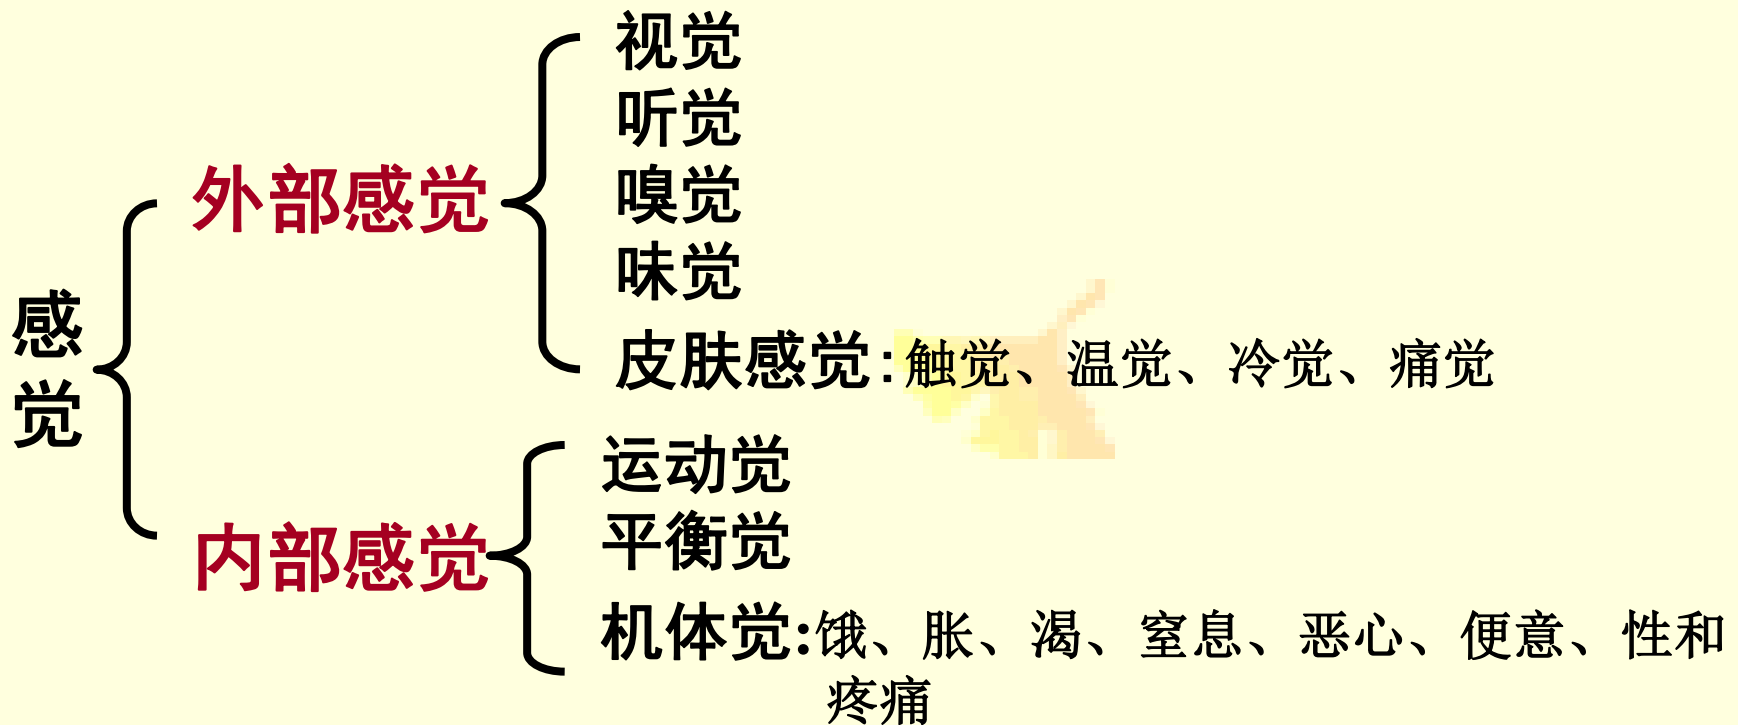 感觉
外部感觉
视觉
听觉
嗅觉
味觉
皮肤感觉:触觉、温觉、冷觉、痛觉
内部感觉
运动觉
平衡觉
机体觉:饿、胀、渴、窒息、恶心、便意、性和
疼痛